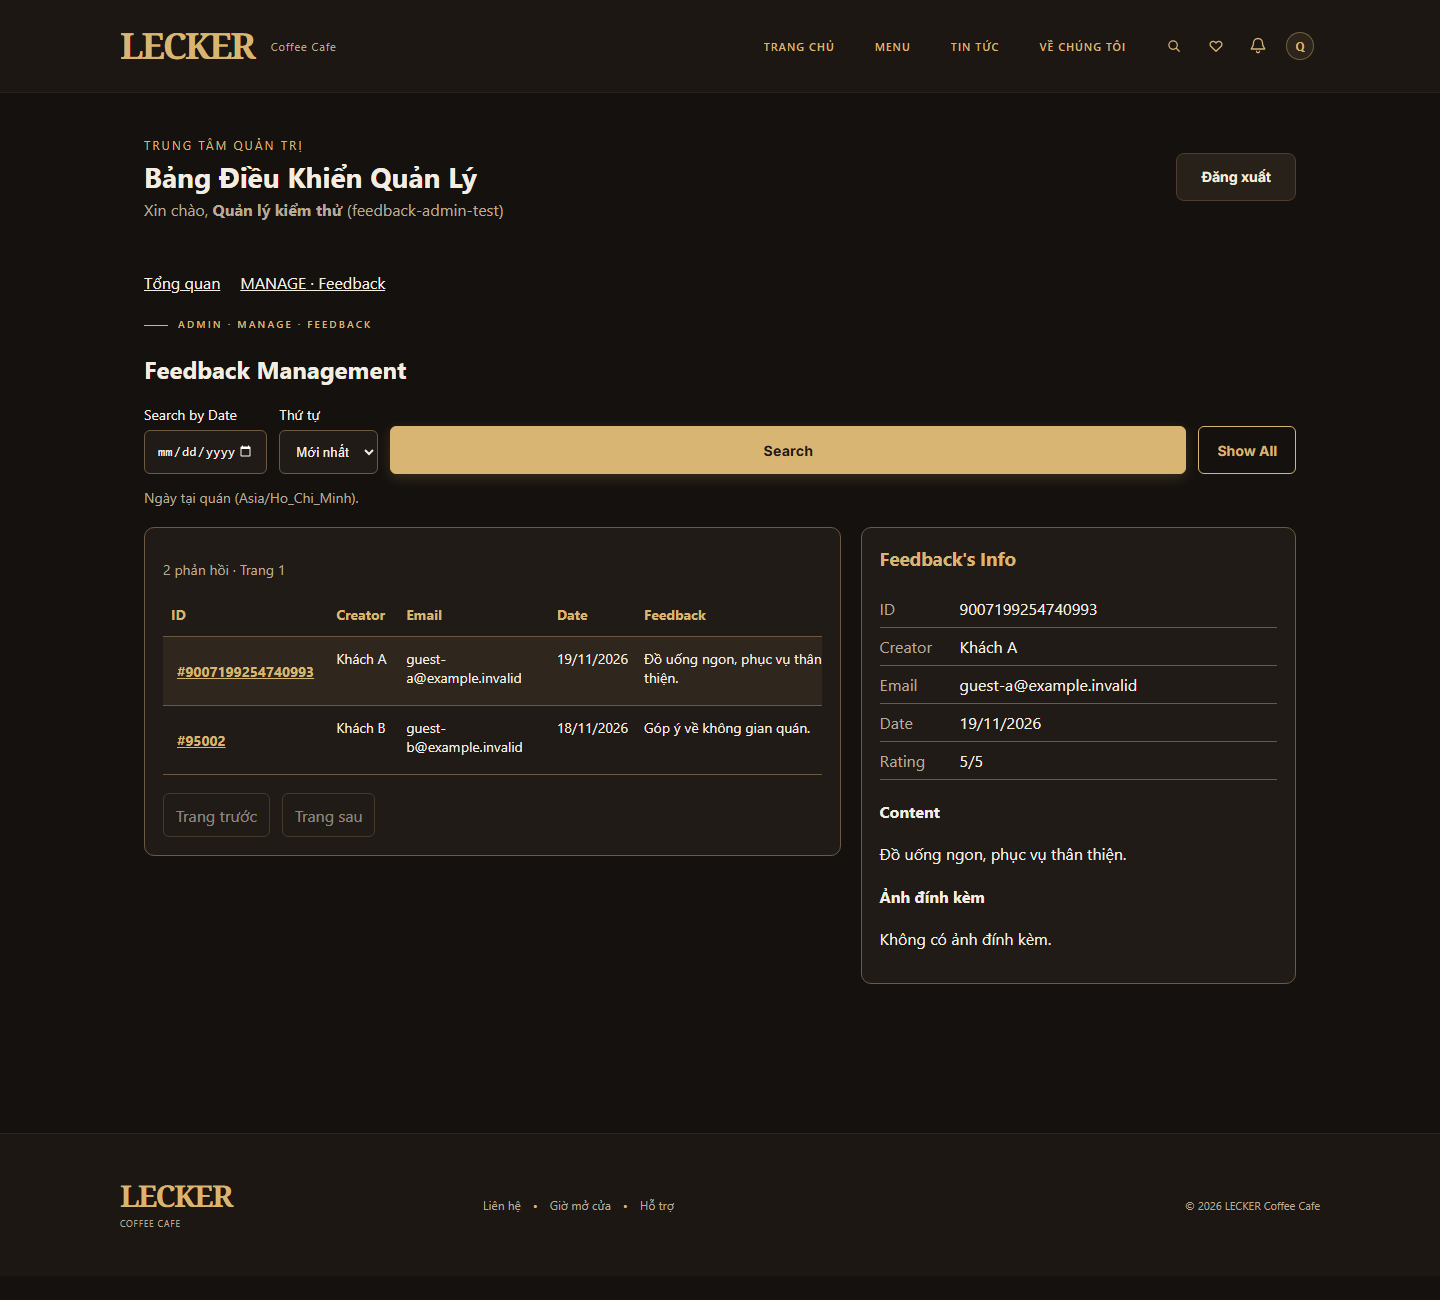 LECKER Coffee Cafe TRANG CHỦ MENU TIN TỨC VỀ CHÚNG TÔI Q
TRUNG TÂM QUẢN TRỊ
Bảng Điều Khiển Quản Lý
Đăng xuất
Xin chào, Quản lý kiểm thử (feedback-admin-test)
Tổng quan MANAGE · Feedback
ADMIN · MANAGE · FEEDBACK
Feedback Management
Search by Date Thứ tự
mm/dd/yyyy Mới nhất Search Show All
Ngày tại quán (Asia/Ho_Chi_Minh).
2 phản hồi · Trang 1
ID Creator Email Date Feedback
#9007199254740993 Khách A guest-a@example.invalid 19/11/2026 Đồ uống ngon, phục vụ thân thiện.
#95002 Khách B guest-b@example.invalid 18/11/2026 Góp ý về không gian quán.
Trang trước Trang sau
Feedback's Info
ID 9007199254740993
Creator Khách A
Email guest-a@example.invalid
Date 19/11/2026
Rating 5/5
Content
Đồ uống ngon, phục vụ thân thiện.
Ảnh đính kèm
Không có ảnh đính kèm.
LECKER
COFFEE CAFE
Liên hệ • Giờ mở cửa • Hỗ trợ
© 2026 LECKER Coffee Cafe